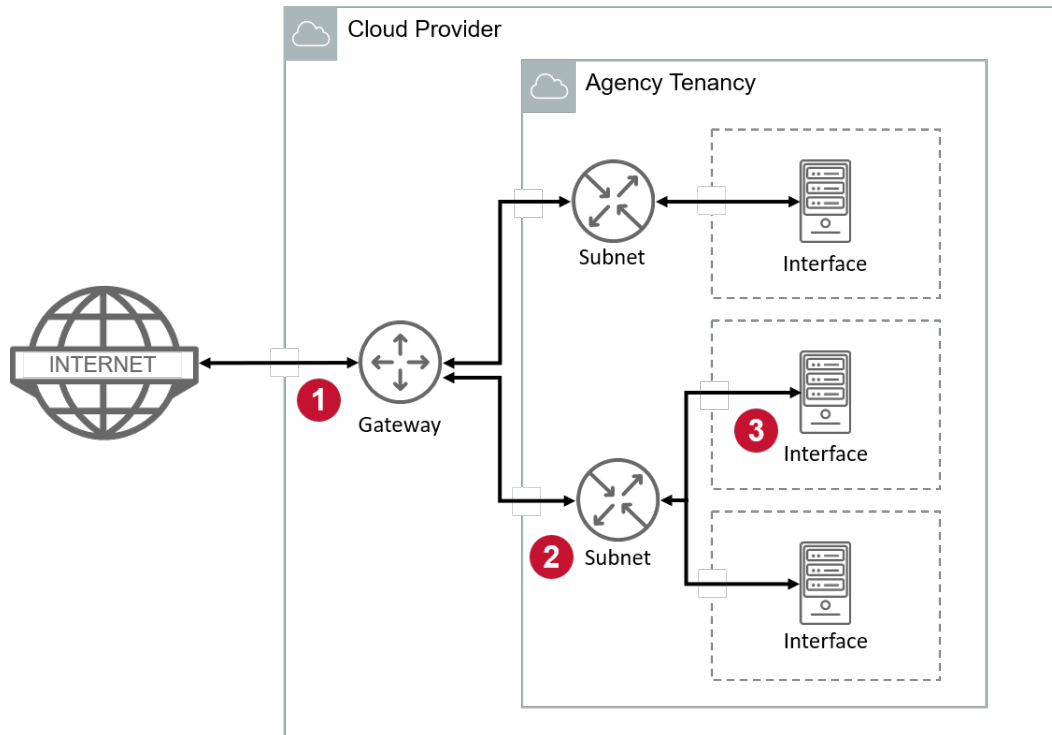 Cloud Provider
Agency Tenancy
Subnet
Interface
INTERNET
1
Gateway
3
Interface
2
Subnet
Interface